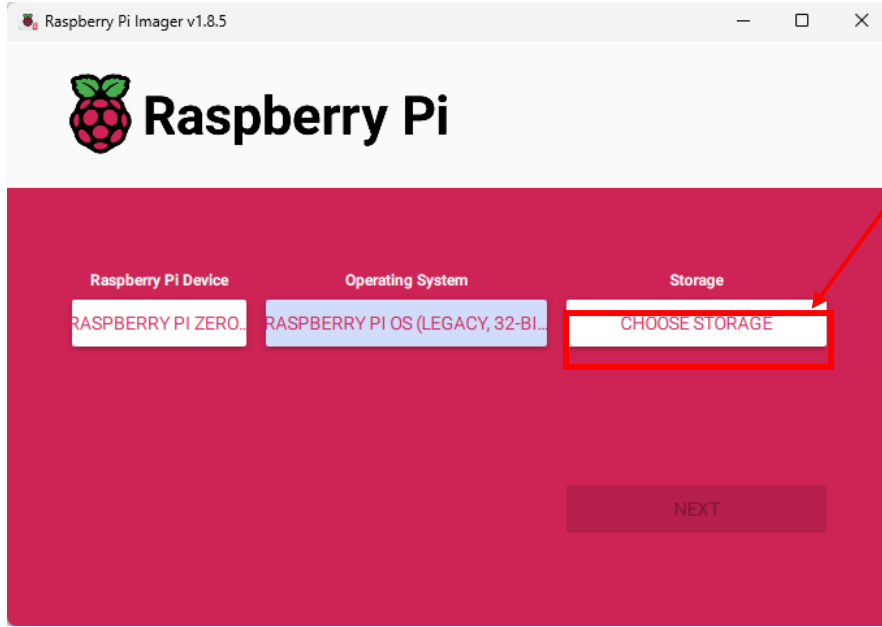 Raspberry Pi Imager v1.8.5
Raspberry Pi
Raspberry Pi Device
Operating System
Storage
RASPBERRY PI ZERO..
RASPBERRY PI OS (LEGACY, 32-BI...
CHOOSE STORAGE
NEXT